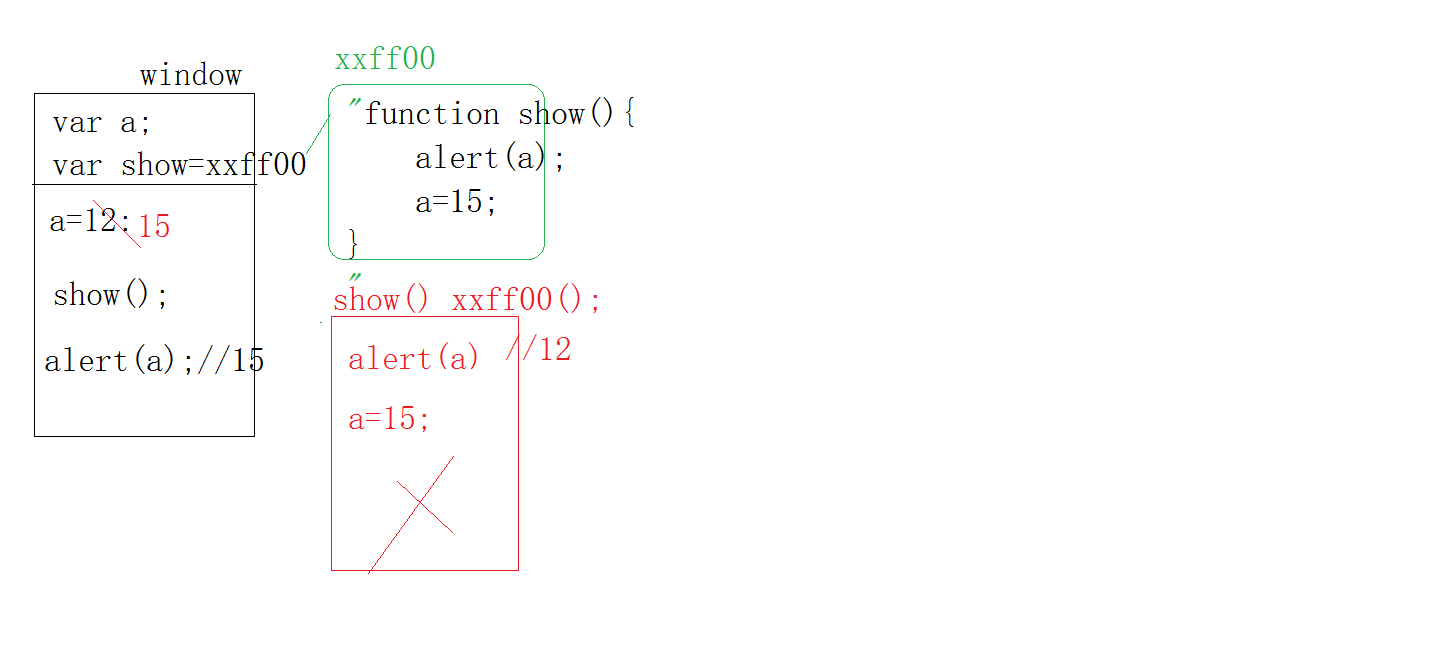 window
var a;
var show=xxff00
a=12:15
show();
alert(a);//15
xxff00
"function show(){
alert(a);
a=15;
}
"
show() xxff00();
alert(a) //12
a=15;